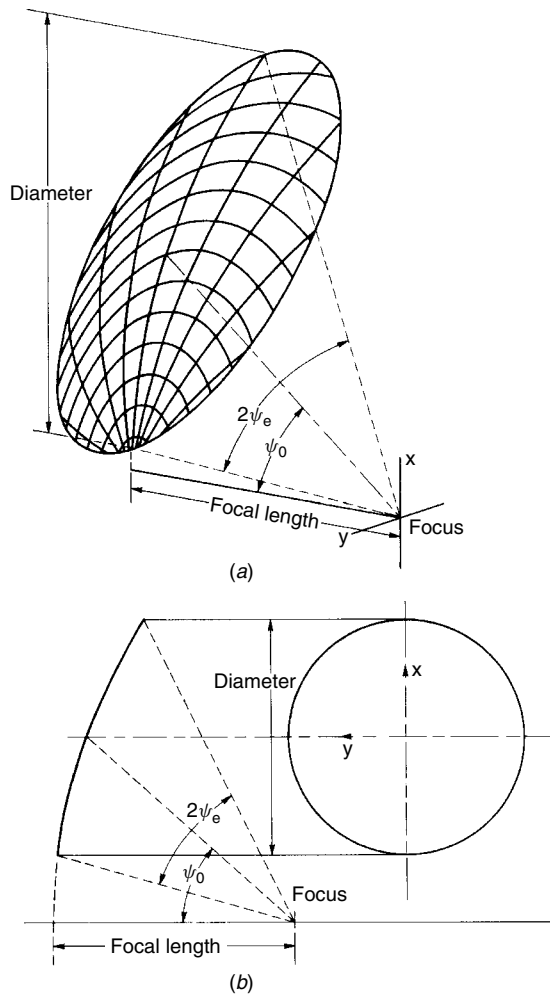 Diameter
2ψe
ψ0
x
Focal length
y
Focus
(a)
Diameter
x
y
2ψe
ψ0
Focus
Focal length
(b)